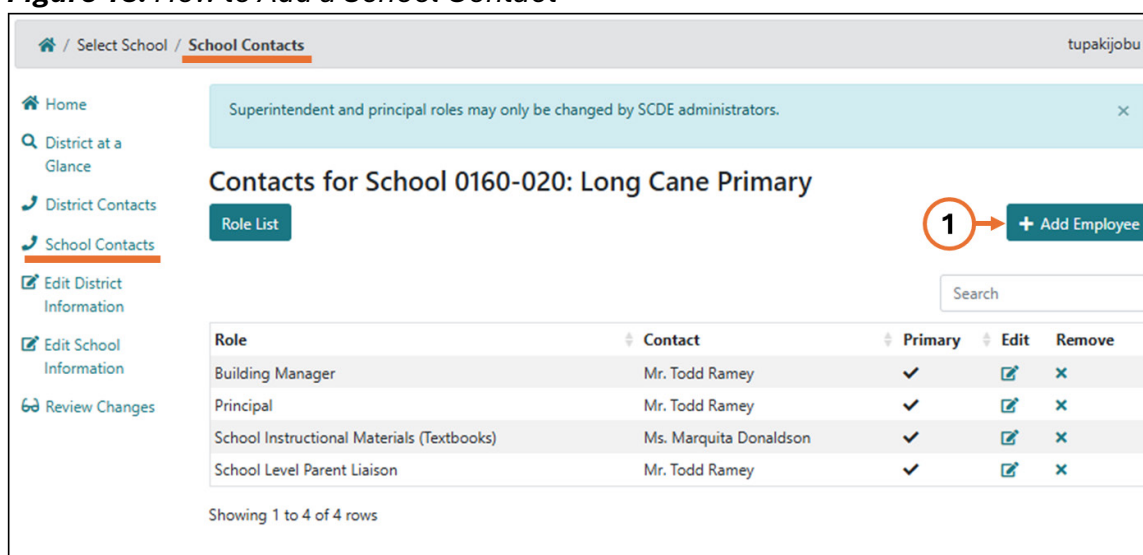 Figure 18. How to Add a School Contact
/ Select School / School Contacts
tupakijobu
Home
District at a
Glance
District Contacts
School Contacts
Edit District
Information
Edit School
Information
Review Changes
Superintendent and principal roles may only be changed by SCDE administrators. ×
Contacts for School 0160-020: Long Cane Primary
Role List
1
+ Add Employee
Search
Role Contact Primary Edit Remove
Building Manager Mr. Todd Ramey
Principal Mr. Todd Ramey
School Instructional Materials (Textbooks) Ms. Marquita Donaldson
School Level Parent Liaison Mr. Todd Ramey
Showing 1 to 4 of 4 rows